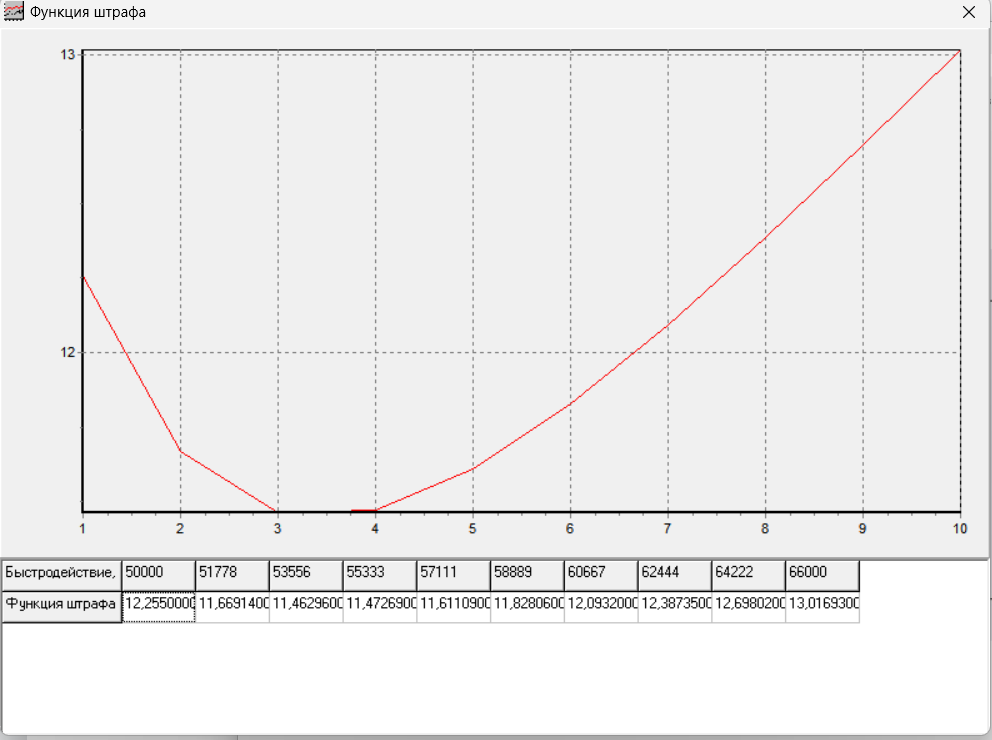 Функция штрафа
13
12
1 2 3 4 5 6 7 8 9 10
Быстродействие, 50000 51778 53556 55333 57111 58889 60667 62444 64222 66000
Функция штрафа 12,2550000 11,6691400 11,4629600 11,4726900 11,6110900 11,8280600 12,0932000 12,3873500 12,6980200 13,0169300